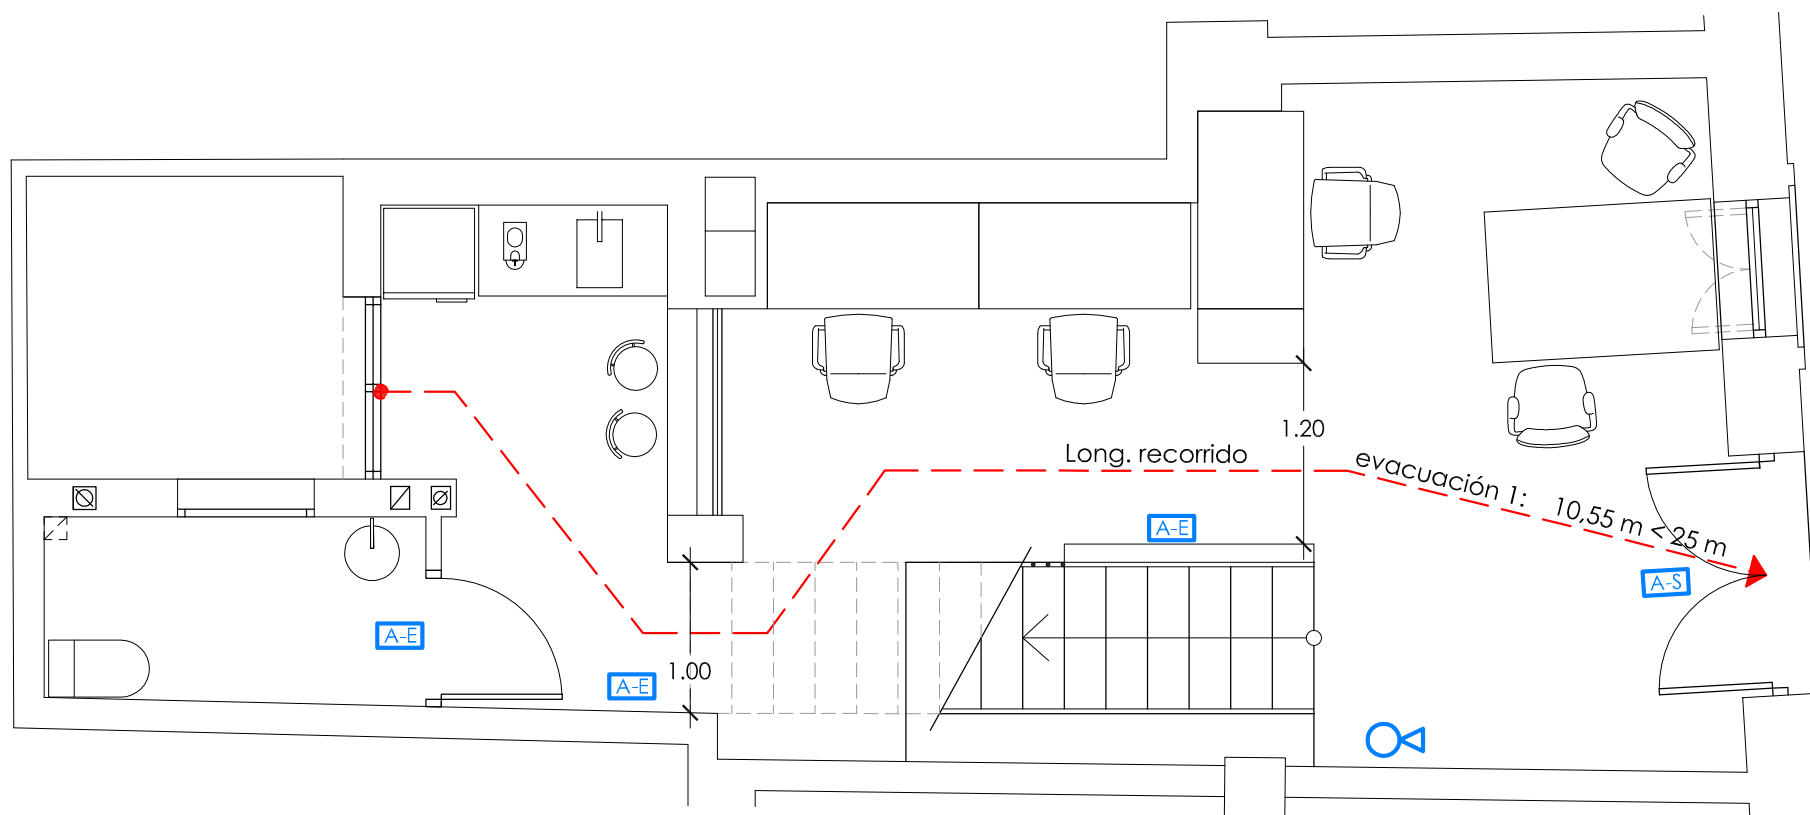 1.20
Long. recorrido
evacuación 1: 10,55 m < 25 m
A-E
A-S
A-E
A-E
1.00